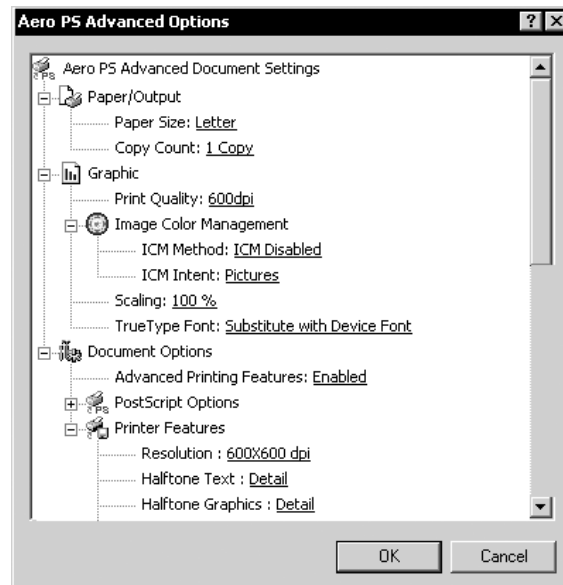 Aero PS Advanced Options
Aero PS Advanced Document Settings
Paper/Output
Paper Size: Letter
Copy Count: 1 Copy
Graphic
Print Quality: 600dpi
Image Color Management
ICM Method: ICM Disabled
ICM Intent: Pictures
Scaling: 100 %
TrueType Font: Substitute with Device Font
Document Options
Advanced Printing Features: Enabled
PostScript Options
Printer Features
Resolution : 600X600 dpi
Halftone Text : Detail
Halftone Graphics : Detail
OK Cancel